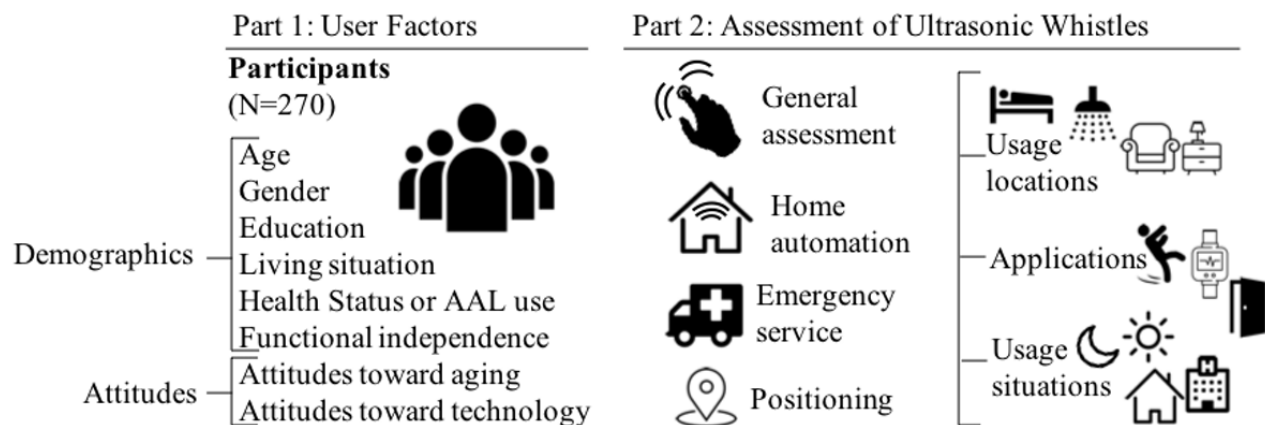 Part 1: User Factors
Participants
(N=270)
Demographics
Age
Gender
Education
Living situation
Health Status or AAL use
Functional independence
Attitudes
Attitudes toward aging
Attitudes toward technology
Part 2: Assessment of Ultrasonic Whistles
General
assessment
Home
automation
Emergency
service
Positioning
Usage
locations
Applications
Usage
situations